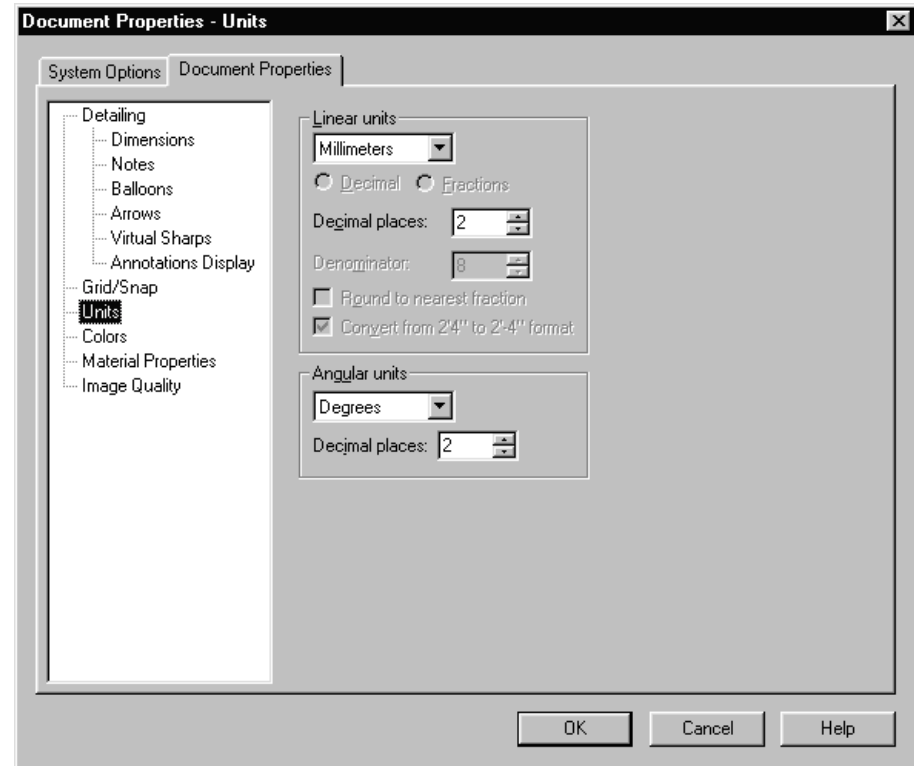 Document Properties - Units
System Options Document Properties
Detailing
Dimensions
Notes
Balloons
Arrows
Virtual Sharps
Annotations Display
Grid/Snap
Units
Colors
Material Properties
Image Quality
Linear units
Millimeters
Decimal Fractions
Decimal places: 2
Denominator: 8
Round to nearest fraction
Convert from 2'4" to 2'-4" format
Angular units
Degrees
Decimal places: 2
OK Cancel Help